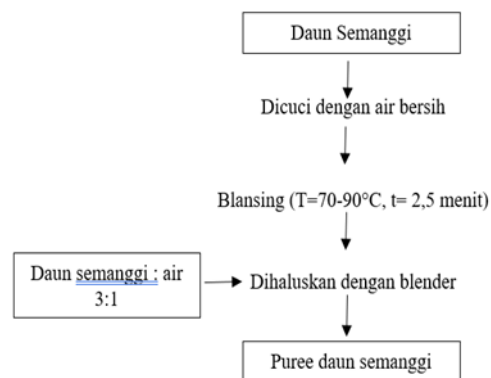 Daun Semanggi
Dicuci dengan air bersih
Blansing (T=70-90°C, t= 2,5 menit)
Daun semanggi : air
3:1
Dihaluskan dengan blender
Puree daun semanggi